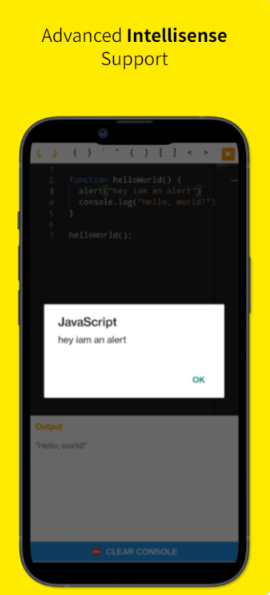 Advanced Intellisense
Support
{ } ` " ( ) [ ] < >
1
2 function helloWorld() {
3 alert("hey iam an alert")
4 console.log("Hello, world!")
5 }
6
7 helloWorld();
JavaScript
hey iam an alert
OK
Output
"Hello, world!"
CLEAR CONSOLE